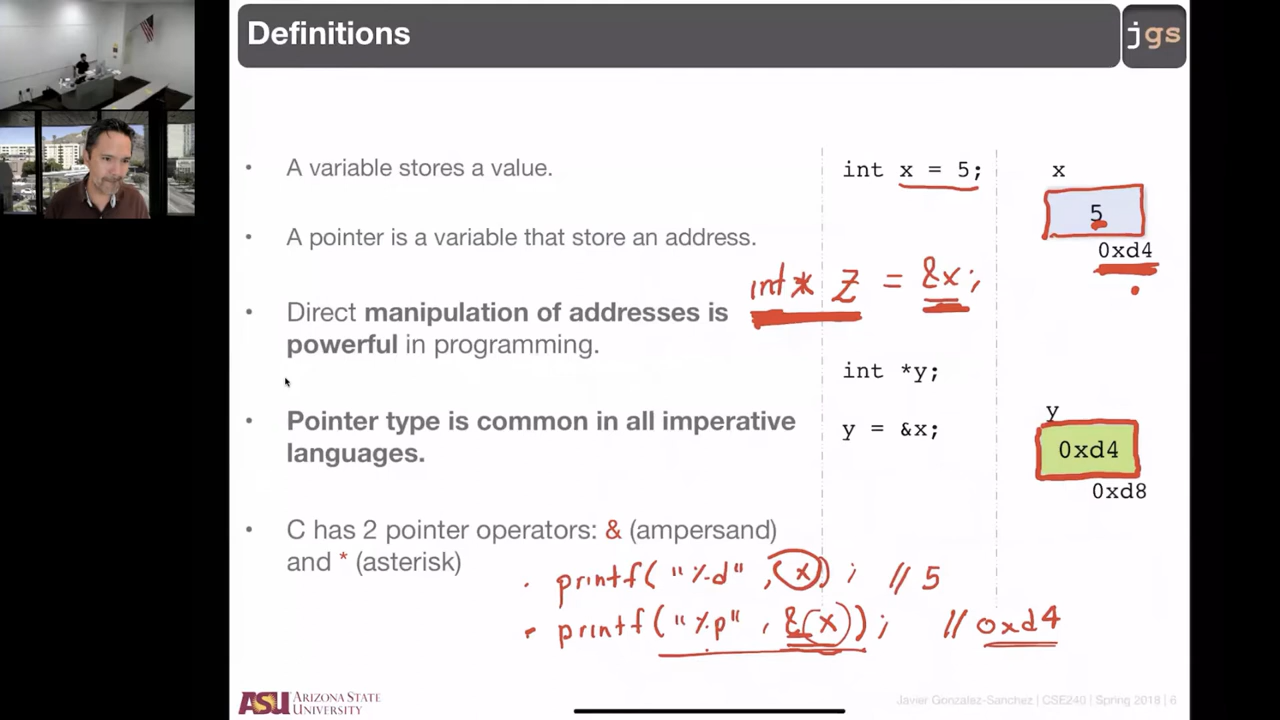 Definitions
jgs
• A variable stores a value.
int x = 5;
x
5
0xd4
• A pointer is a variable that store an address.
int* z = &x;
• Direct manipulation of addresses is
powerful in programming.
int *y;
• Pointer type is common in all imperative
languages.
y = &x;
y
0xd4
0xd8
• C has 2 pointer operators: & (ampersand)
and * (asterisk)
• printf("%d", (x)); // 5
• printf("%p", &(x)); // 0xd4
ASU ARIZONA STATE
UNIVERSITY
Javier Gonzalez-Sanchez | CSE240 | Spring 2018 | 6